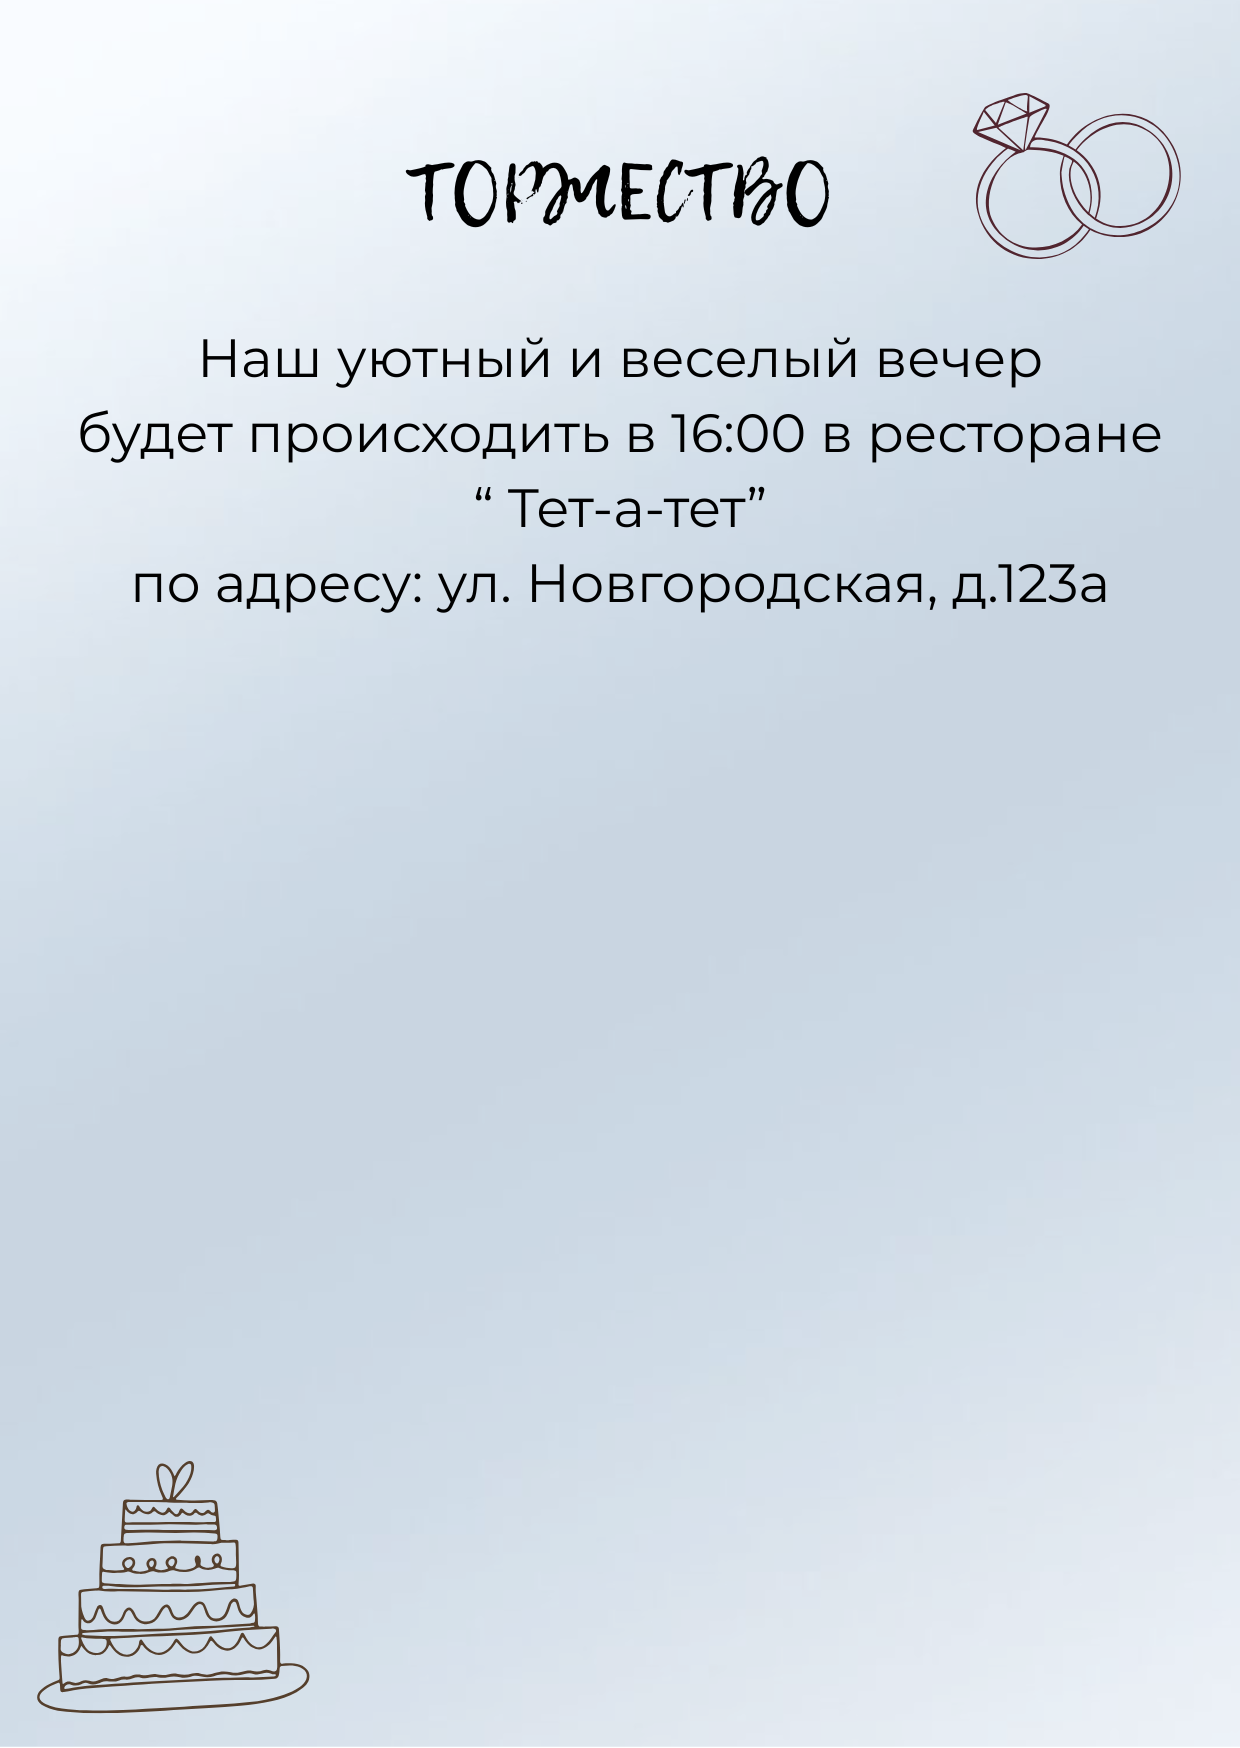 ТОРЖЕСТВО
Наш уютный и веселый вечер
будет происходить в 16:00 в ресторане
“ Тет-а-тет”
по адресу: ул. Новгородская, д.123а